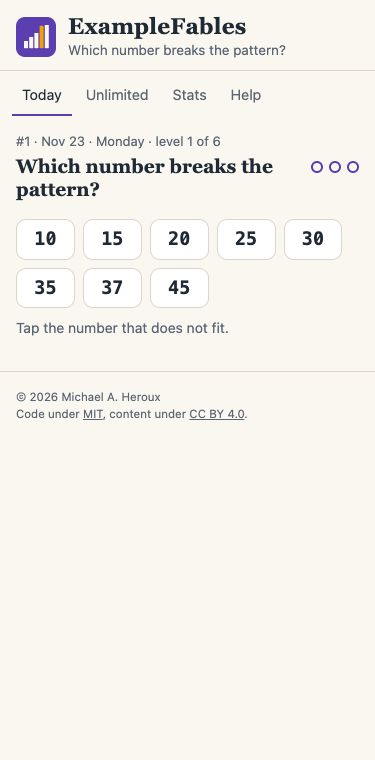 ExampleFables
Which number breaks the pattern?
Today Unlimited Stats Help
#1 · Nov 23 · Monday · level 1 of 6
Which number breaks the
pattern?
10 15 20 25 30
35 37 45
Tap the number that does not fit.
© 2026 Michael A. Heroux
Code under MIT, content under CC BY 4.0.